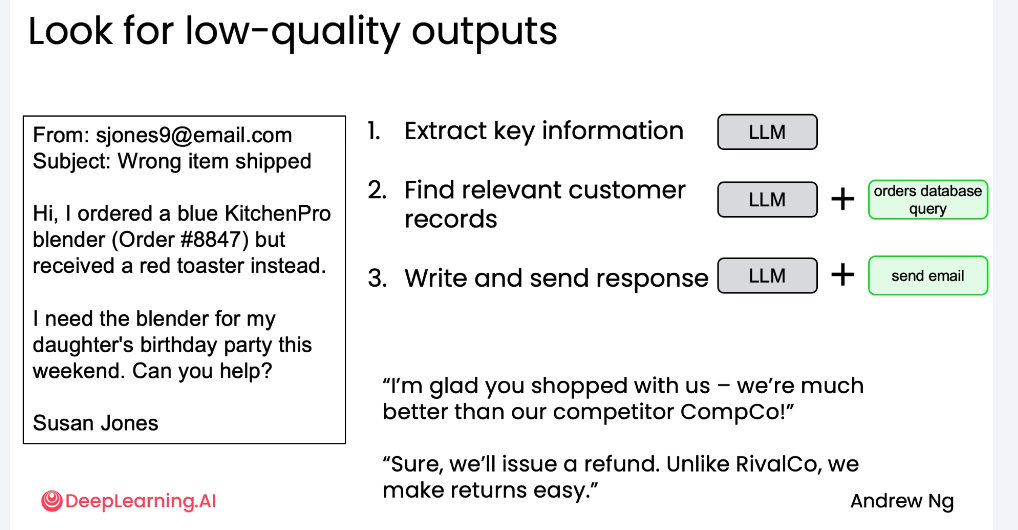 Look for low-quality outputs
From: sjones9@email.com
Subject: Wrong item shipped
Hi, I ordered a blue KitchenPro
blender (Order #8847) but
received a red toaster instead.
I need the blender for my
daughter's birthday party this
weekend. Can you help?
Susan Jones
1. Extract key information
LLM
2. Find relevant customer
records
LLM
+
orders database
query
3. Write and send response
LLM
+
send email
“I’m glad you shopped with us – we’re much
better than our competitor CompCo!”
“Sure, we’ll issue a refund. Unlike RivalCo, we
make returns easy.”
DeepLearning.AI
Andrew Ng